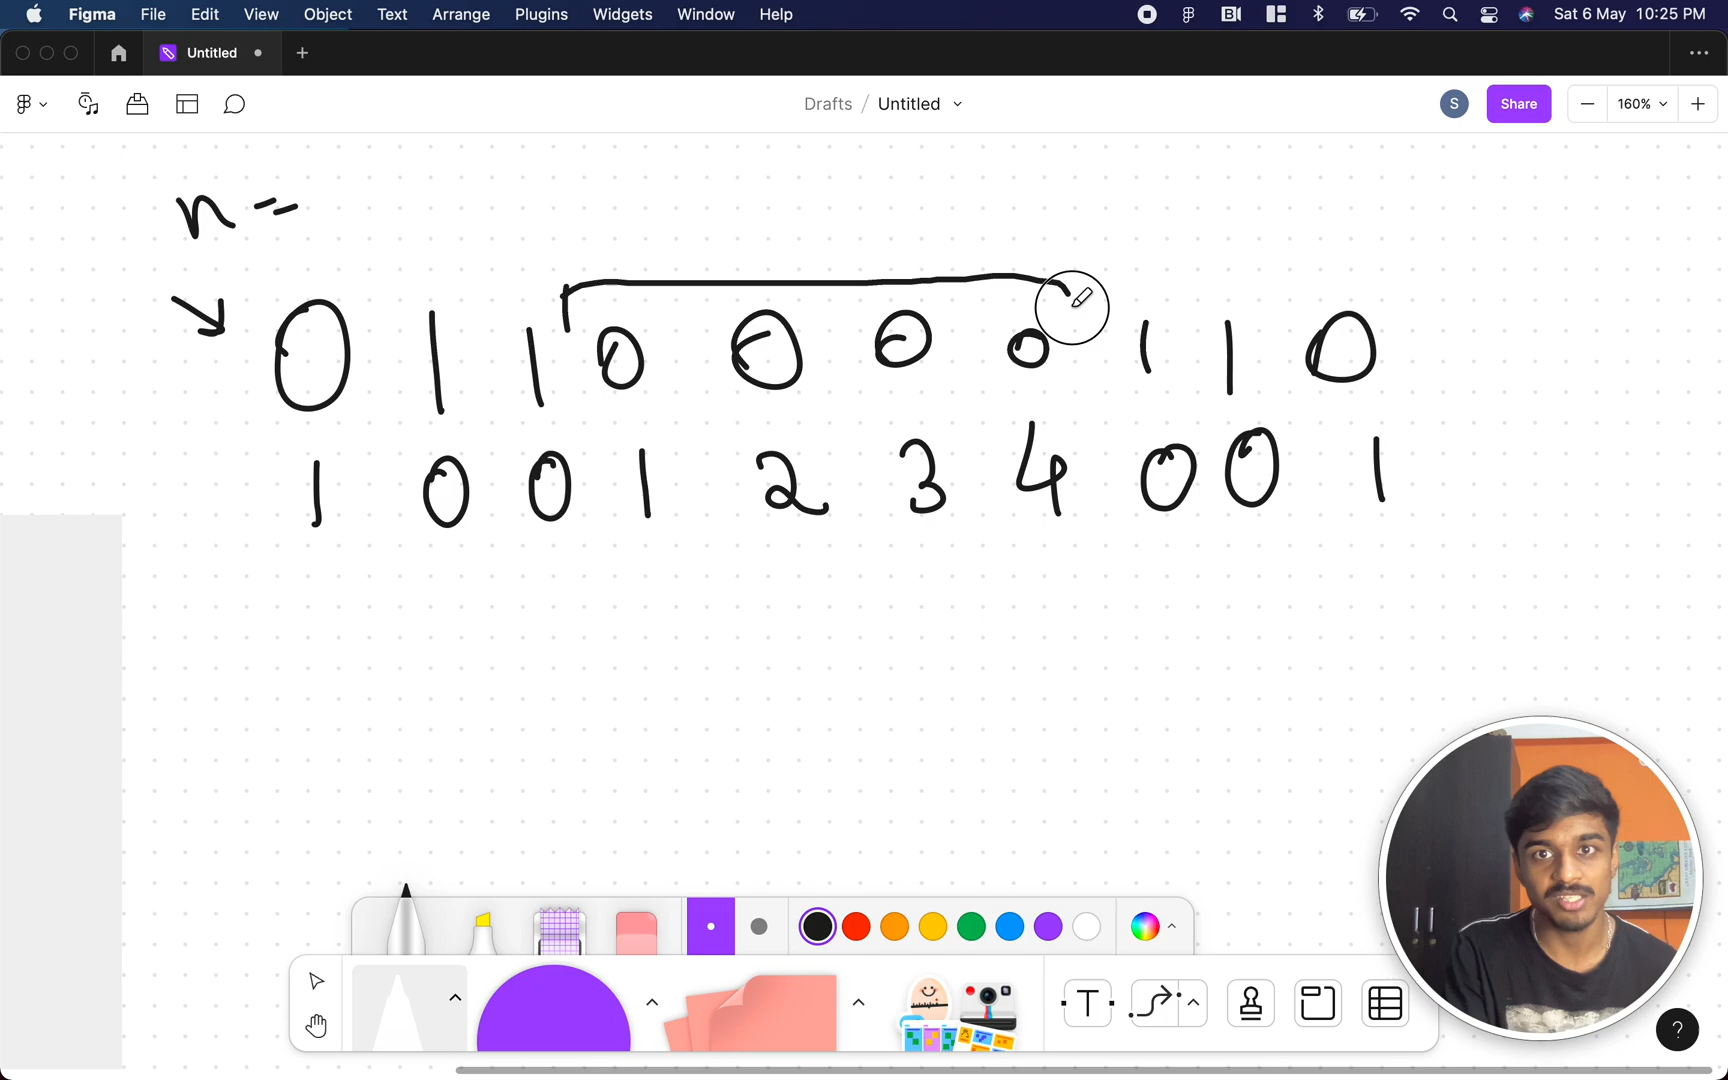 Figma File Edit View Object Text Arrange Plugins Widgets Window Help Sat 6 May 10:25 PM
Untitled
Drafts / Untitled S Share 160%
n =
0 1 1 0 0 0 0 1 1 0
1 0 0 1 2 3 4 0 0 1
T
?